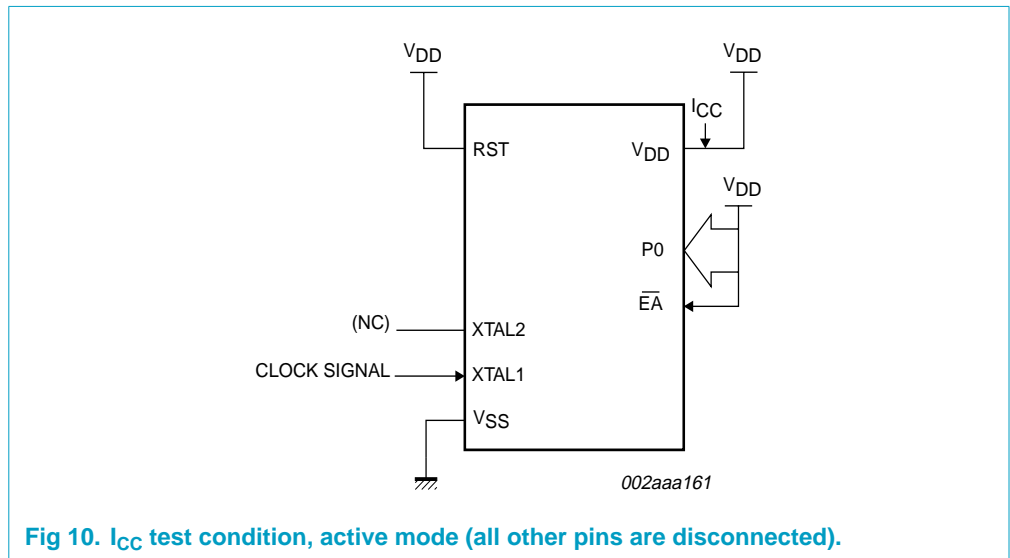 VDD
VDD
ICC
RST
VDD
VDD
P0
EA
(NC)
XTAL2
CLOCK SIGNAL
XTAL1
VSS
002aaa161
Fig 10. ICC test condition, active mode (all other pins are disconnected).